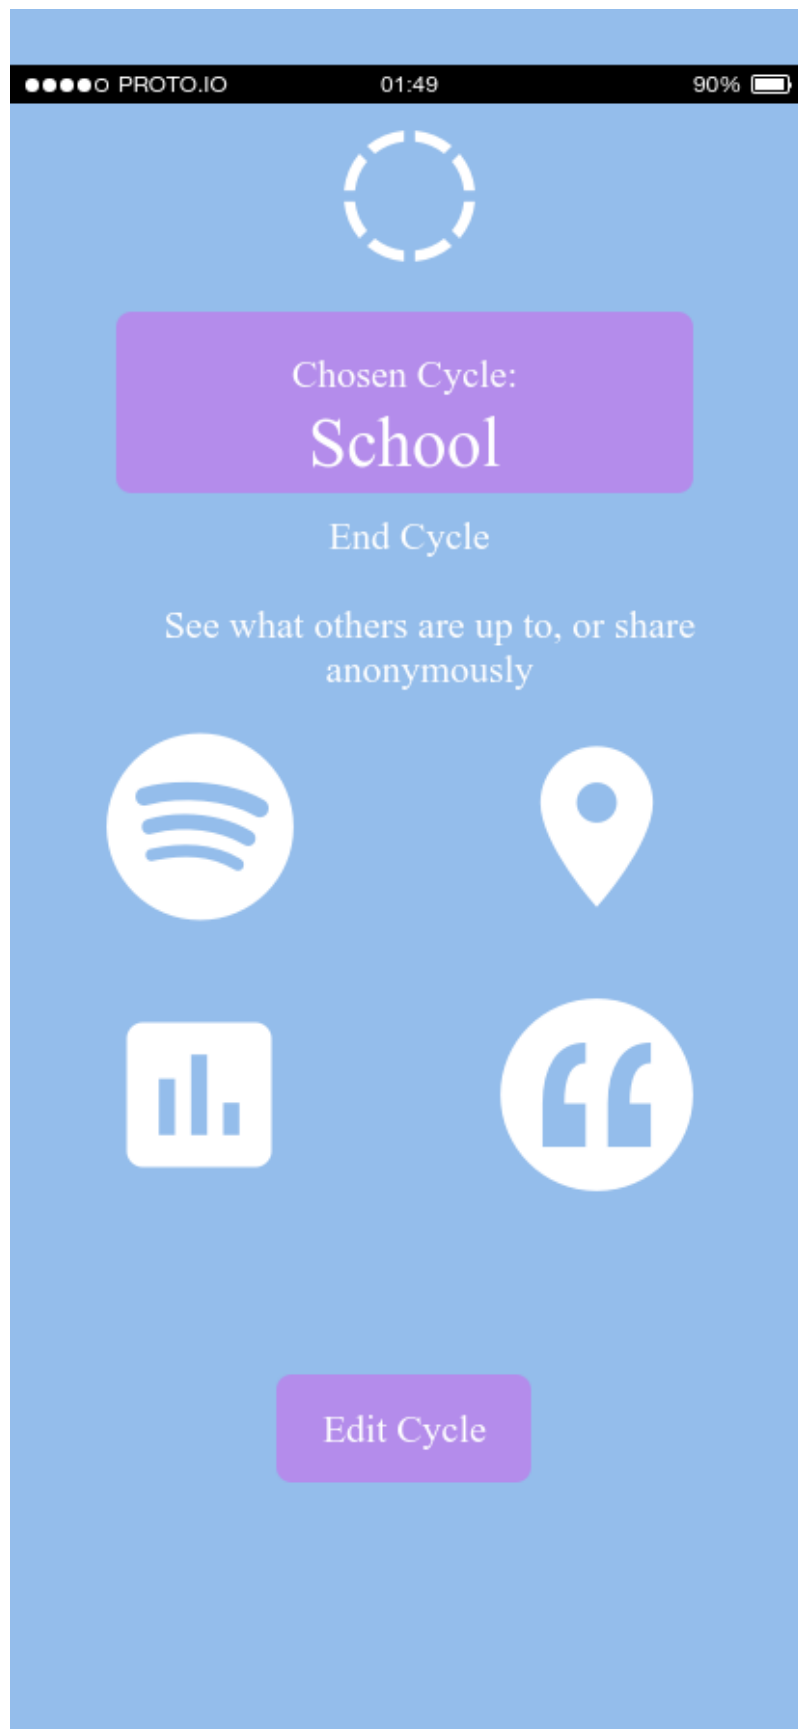 PROTO.IO 01:49 90%
Chosen Cycle:
School
End Cycle
See what others are up to, or share
anonymously
Edit Cycle